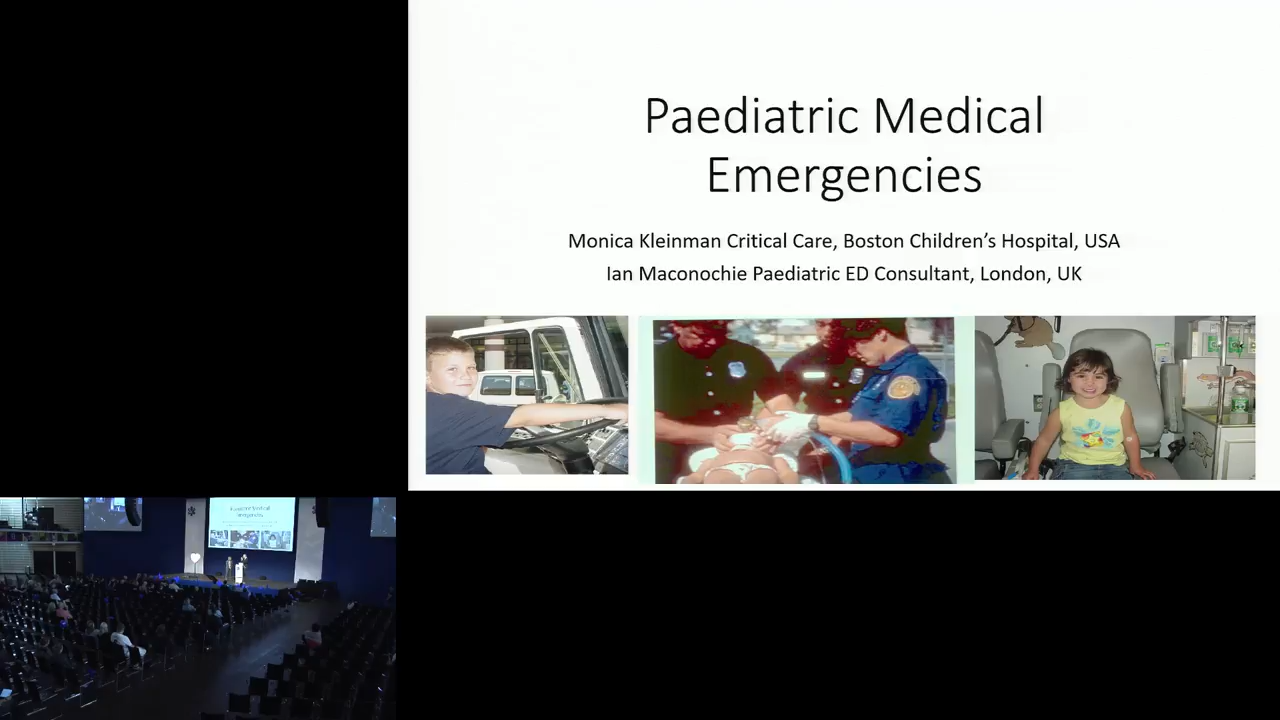 Paediatric Medical
Emergencies
Monica Kleinman Critical Care, Boston Children’s Hospital, USA
Ian Maconochie Paediatric ED Consultant, London, UK